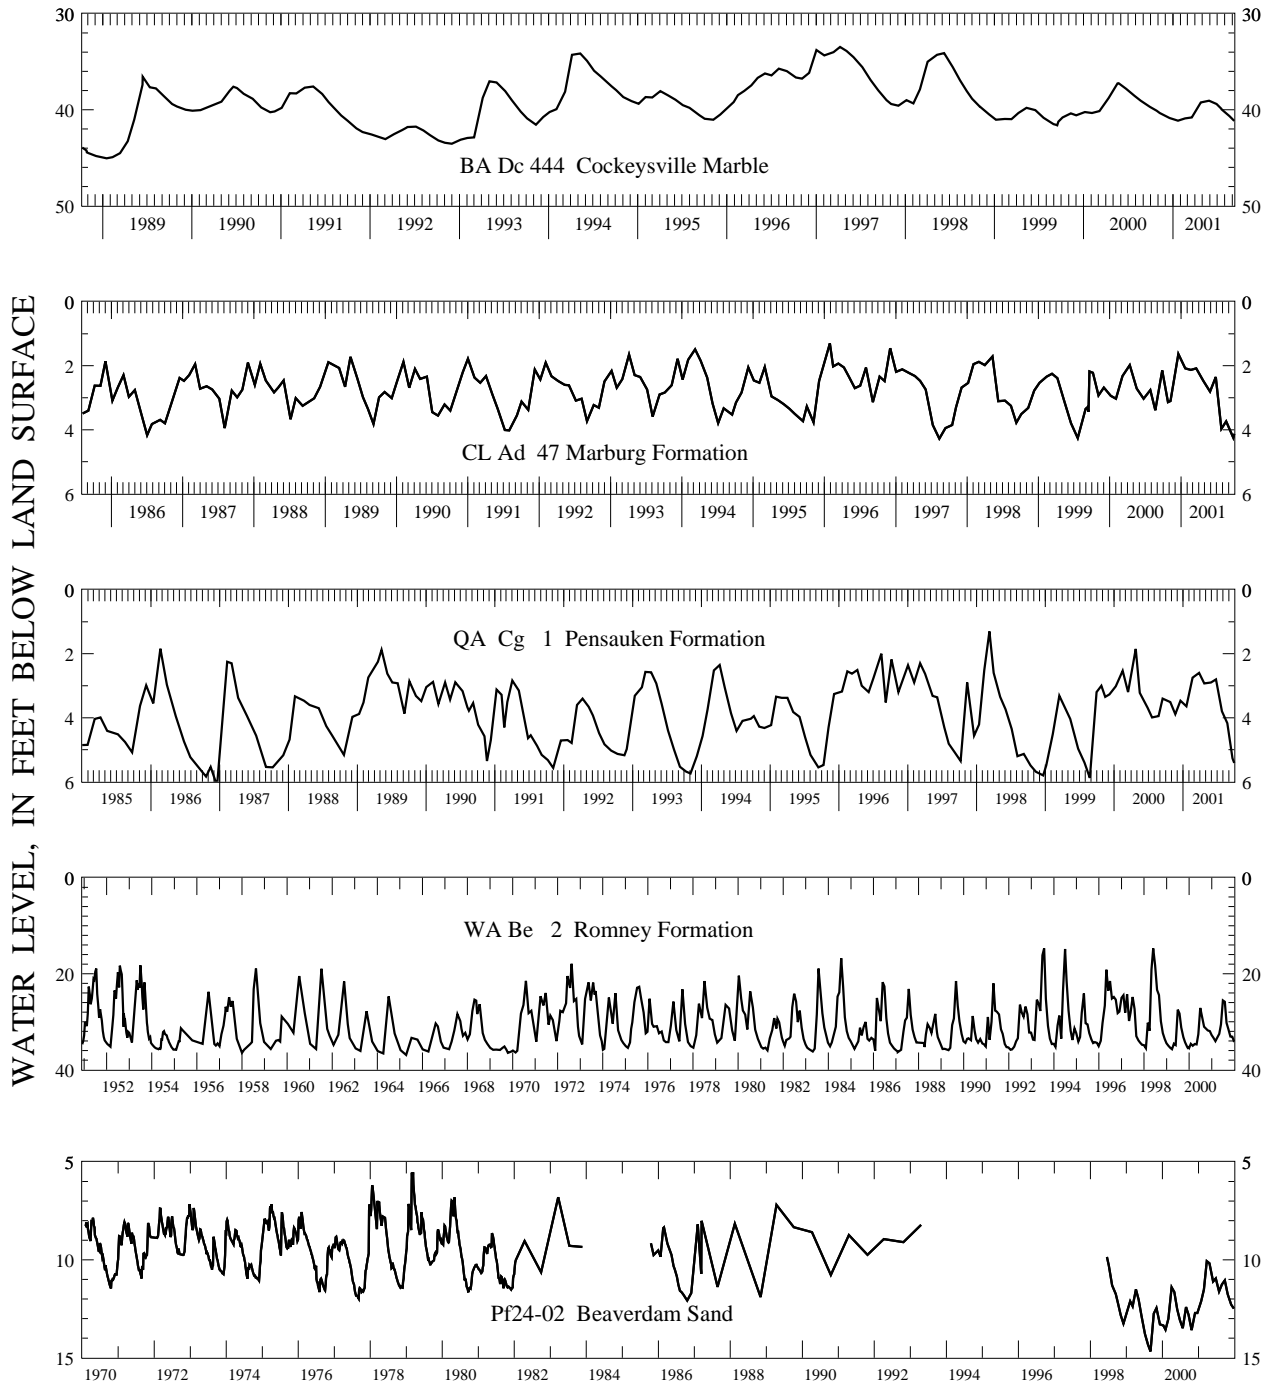 WATER LEVEL, IN FEET BELOW LAND SURFACE
30 30
40 40
BA Dc 444 Cockeysville Marble
50 50
1989 1990 1991 1992 1993 1994 1995 1996 1997 1998 1999 2000 2001
0 0
2 2
4 4
CL Ad 47 Marburg Formation
6 6
1986 1987 1988 1989 1990 1991 1992 1993 1994 1995 1996 1997 1998 1999 2000 2001
0 0
QA Cg 1 Pensauken Formation
2 2
4 4
6 6
1985 1986 1987 1988 1989 1990 1991 1992 1993 1994 1995 1996 1997 1998 1999 2000 2001
0 0
WA Be 2 Romney Formation
20 20
40 40
1952 1954 1956 1958 1960 1962 1964 1966 1968 1970 1972 1974 1976 1978 1980 1982 1984 1986 1988 1990 1992 1994 1996 1998 2000
5 5
10 10
Pf24-02 Beaverdam Sand
15 15
1970 1972 1974 1976 1978 1980 1982 1984 1986 1988 1990 1992 1994 1996 1998 2000